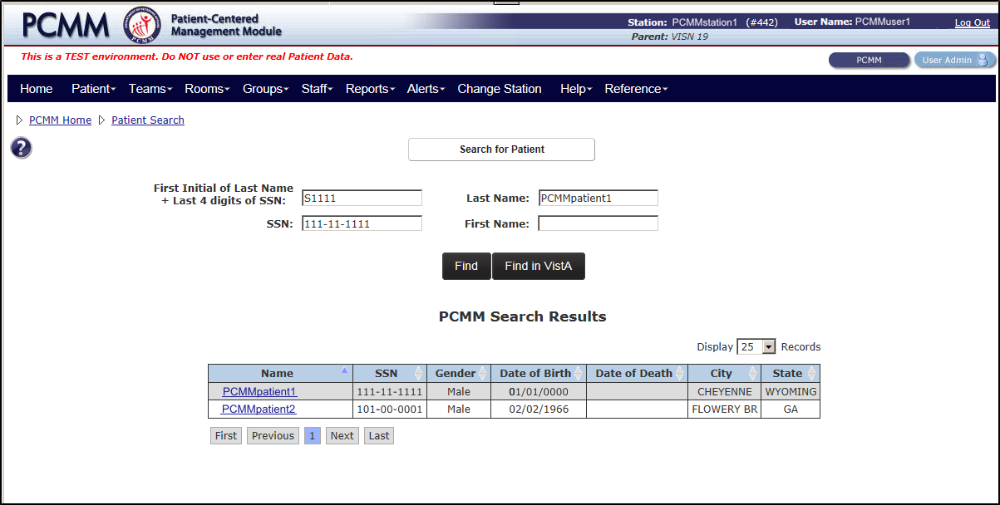 PCMM
Patient-Centered
Management Module
Station: PCMMstation1 (#442) User Name: PCMMuser1 Log Out
Parent: VISN 19
This is a TEST environment. Do NOT use or enter real Patient Data.
PCMM User Admin
Home Patient Teams Rooms Groups Staff Reports Alerts Change Station Help Reference
PCMM Home Patient Search
?
Search for Patient
First Initial of Last Name
+ Last 4 digits of SSN: S1111 Last Name: PCMMpatient1
SSN: 111-11-1111 First Name:
Find Find in VistA
PCMM Search Results
Display 25 Records
Name SSN Gender Date of Birth Date of Death City State
PCMMpatient1 111-11-1111 Male 01/01/0000 CHEYENNE WYOMING
PCMMpatient2 101-00-0001 Male 02/02/1966 FLOWERY BR GA
First Previous 1 Next Last